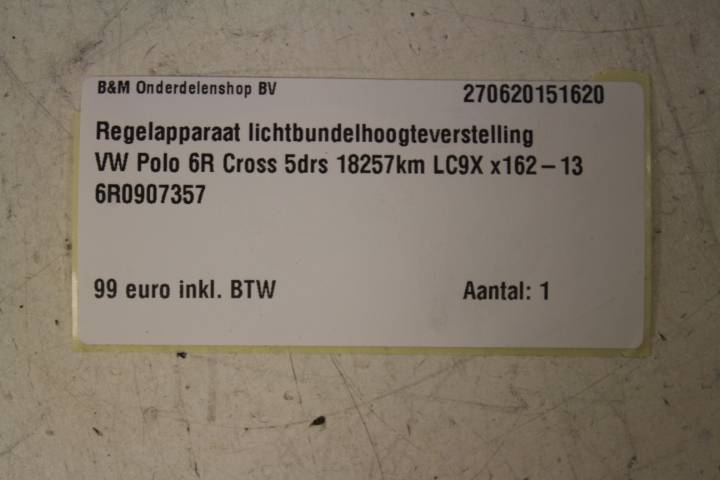 B&M Onderdelenshop BV 270620151620
Regelapparaat lichtbundelhoogteverstelling
VW Polo 6R Cross 5drs 18257km LC9X x162-13
6R0907357
99 euro inkl. BTW Aantal: 1